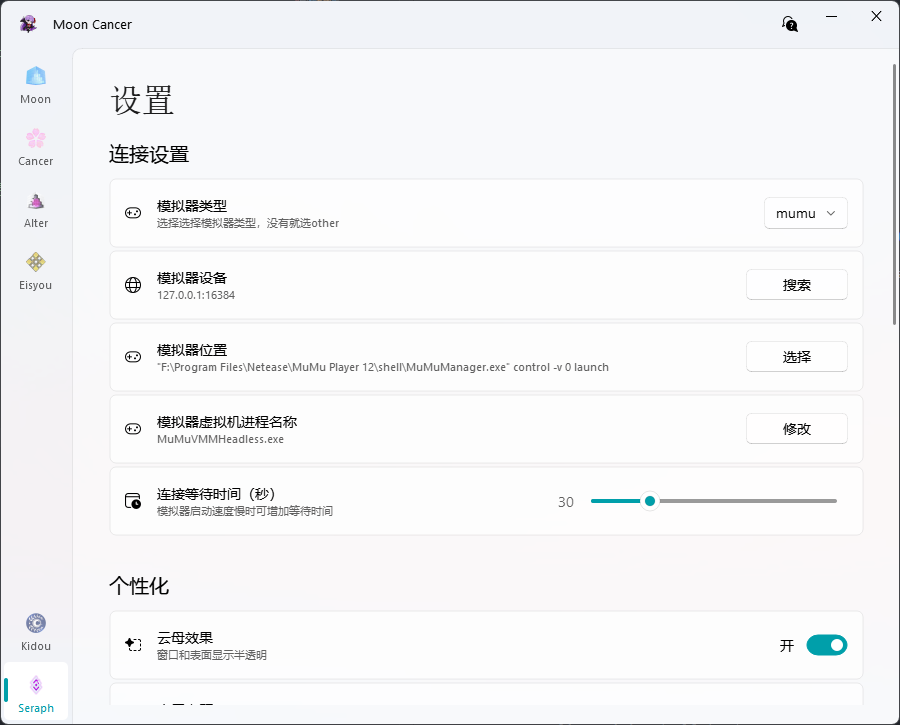 Moon Cancer
Moon
Cancer
Alter
Eisyou
Kidou
Seraph
设置
连接设置
模拟器类型
选择选择模拟器类型，没有就选other
mumu
模拟器设备
127.0.0.1:16384
搜索
模拟器位置
"F:\Program Files\Netease\MuMu Player 12\shell\MuMuManager.exe" control -v 0 launch
选择
模拟器虚拟机进程名称
MuMuVMMHeadless.exe
修改
连接等待时间（秒）
模拟器启动速度慢时可增加等待时间
30
个性化
云母效果
窗口和表面显示半透明
开